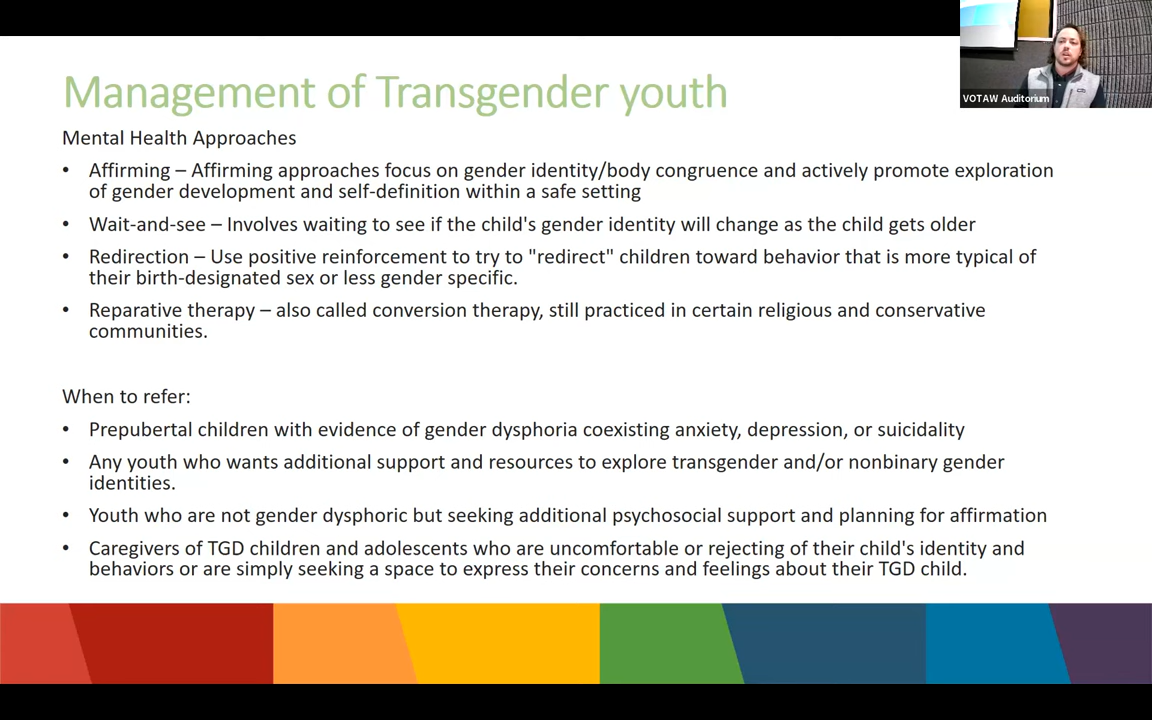 Management of Transgender youth
VOTAW Auditorium
Mental Health Approaches
• Affirming – Affirming approaches focus on gender identity/body congruence and actively promote exploration
of gender development and self-definition within a safe setting
• Wait-and-see – Involves waiting to see if the child's gender identity will change as the child gets older
• Redirection – Use positive reinforcement to try to "redirect" children toward behavior that is more typical of
their birth-designated sex or less gender specific.
• Reparative therapy – also called conversion therapy, still practiced in certain religious and conservative
communities.
When to refer:
• Prepubertal children with evidence of gender dysphoria coexisting anxiety, depression, or suicidality
• Any youth who wants additional support and resources to explore transgender and/or nonbinary gender
identities.
• Youth who are not gender dysphoric but seeking additional psychosocial support and planning for affirmation
• Caregivers of TGD children and adolescents who are uncomfortable or rejecting of their child's identity and
behaviors or are simply seeking a space to express their concerns and feelings about their TGD child.